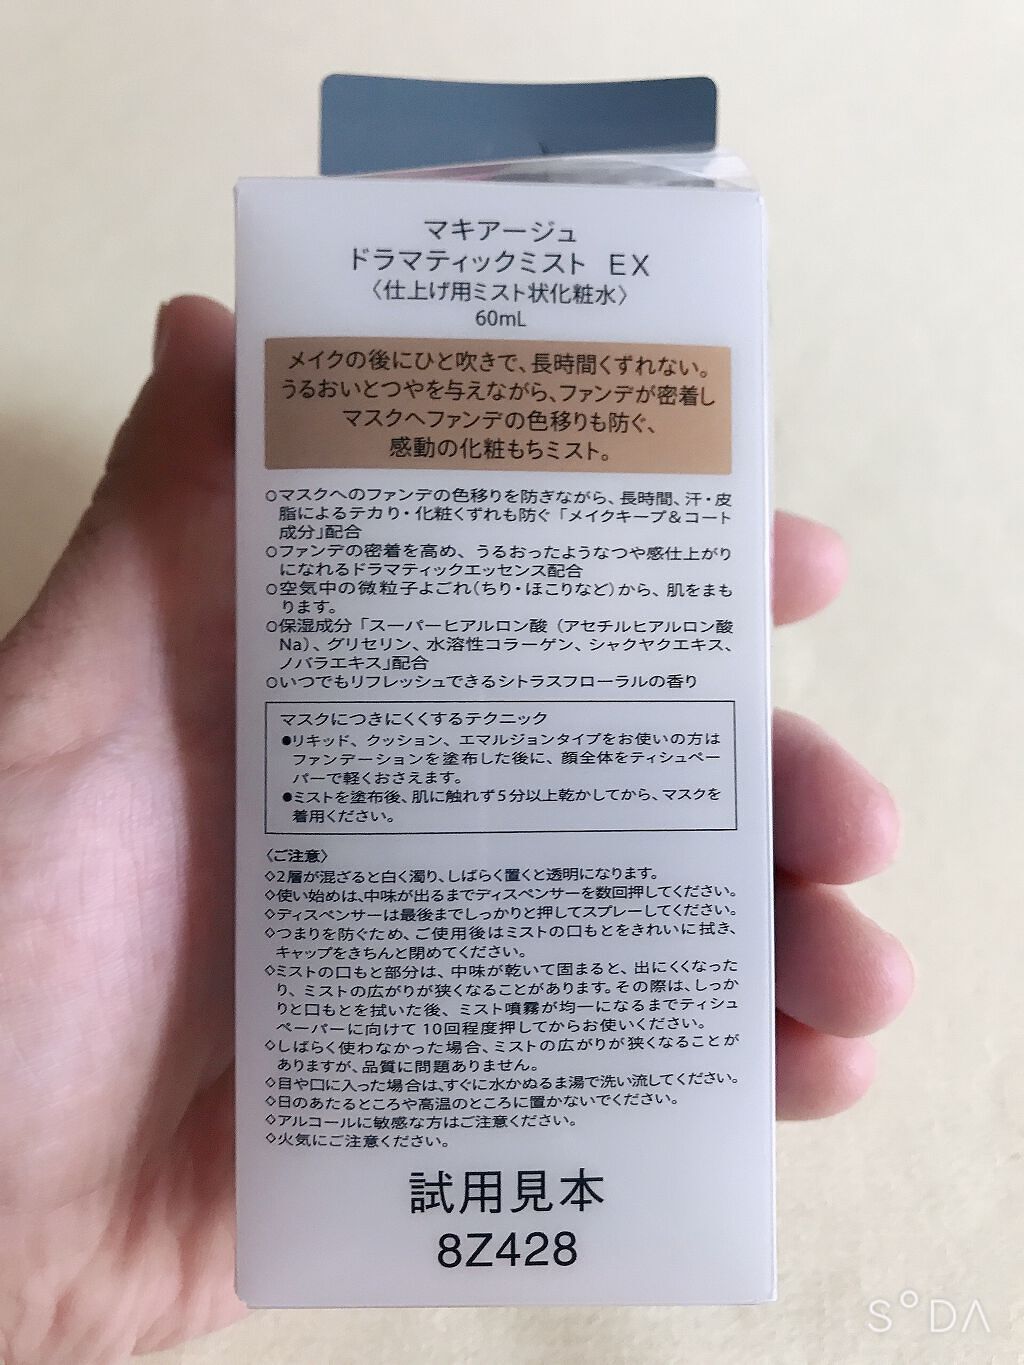 マキアージュ
ドラマティックミスト EX
〈仕上げ用ミスト状化粧水〉
60mL
メイクの後にひと吹きで、長時間くずれない。
うるおいとつやを与えながら、ファンデが密着し
マスクへファンデの色移りも防ぐ、
感動の化粧もちミスト。
○マスクへのファンデの色移りを防ぎながら、長時間、汗・皮
脂によるテカり・化粧くずれも防ぐ「メイクキープ＆コート
成分」配合
○ファンデの密着を高め、うるおったようなつや感仕上がり
になれるドラマティックエッセンス配合
○空気中の微粒子よごれ(ちり・ほこりなど)から、肌をまも
ります。
○保湿成分「スーパーヒアルロン酸（アセチルヒアルロン酸
Na）、グリセリン、水溶性コラーゲン、シャクヤクエキス、
ノバラエキス」配合
○いつでもリフレッシュできるシトラスフローラルの香り
マスクにつきにくくするテクニック
●リキッド、クッション、エマルジョンタイプをお使いの方は
ファンデーションを塗布した後に、顔全体をティシュペー
パーで軽くおさえます。
●ミストを塗布後、肌に触れず5分以上乾かしてから、マスクを
着用ください。
〈ご注意〉
◇2層が混ざると白く濁り、しばらく置くと透明になります。
◇使い始めは、中味が出るまでディスペンサーを数回押してください。
◇ディスペンサーは最後までしっかりと押してスプレーしてください。
◇つまりを防ぐため、ご使用後はミストの口もとをきれいに拭き、
キャップをきちんと閉めてください。
◇ミストの口もと部分は、中味が乾いて固まると、出にくくなった
り、ミストの広がりが狭くなることがあります。その際は、しっか
りと口もとを拭いた後、ミスト噴霧が均一になるまでティシュ
ペーパーに向けて10回程度押してからお使いください。
◇しばらく使わなかった場合、ミストの広がりが狭くなることが
ありますが、品質に問題ありません。
◇目や口に入った場合は、すぐに水かぬるま湯で洗い流してください。
◇日のあたるところや高温のところに置かないでください。
◇アルコールに敏感な方はご注意ください。
◇火気にご注意ください。
試用見本
8Z428
S°DA